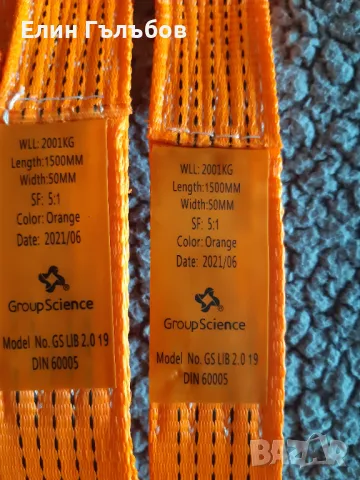 Елин Гълъбов
WLL: 2001KG
Length:1500MM
Width:50MM
SF: 5:1
Color: Orange
Date: 2021/06
GroupScience
Model No. GS LIB 2.0 19
DIN 60005
WLL: 2001KG
Length:1500MM
Width:50MM
SF: 5:1
Color: Orange
Date: 2021/06
GroupScience
Model No. GS LIB 2.0 19
DIN 60005
bazar